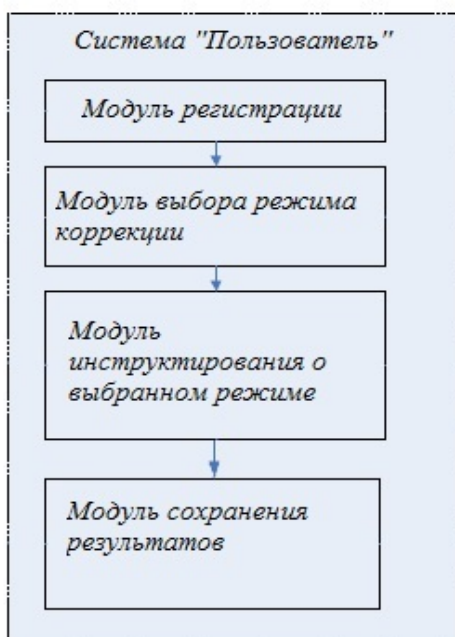 Система "Пользователь"
Модуль регистрации
Модуль выбора режима
коррекции
Модуль
инструктирования о
выбранном режиме
Модуль сохранения
результатов